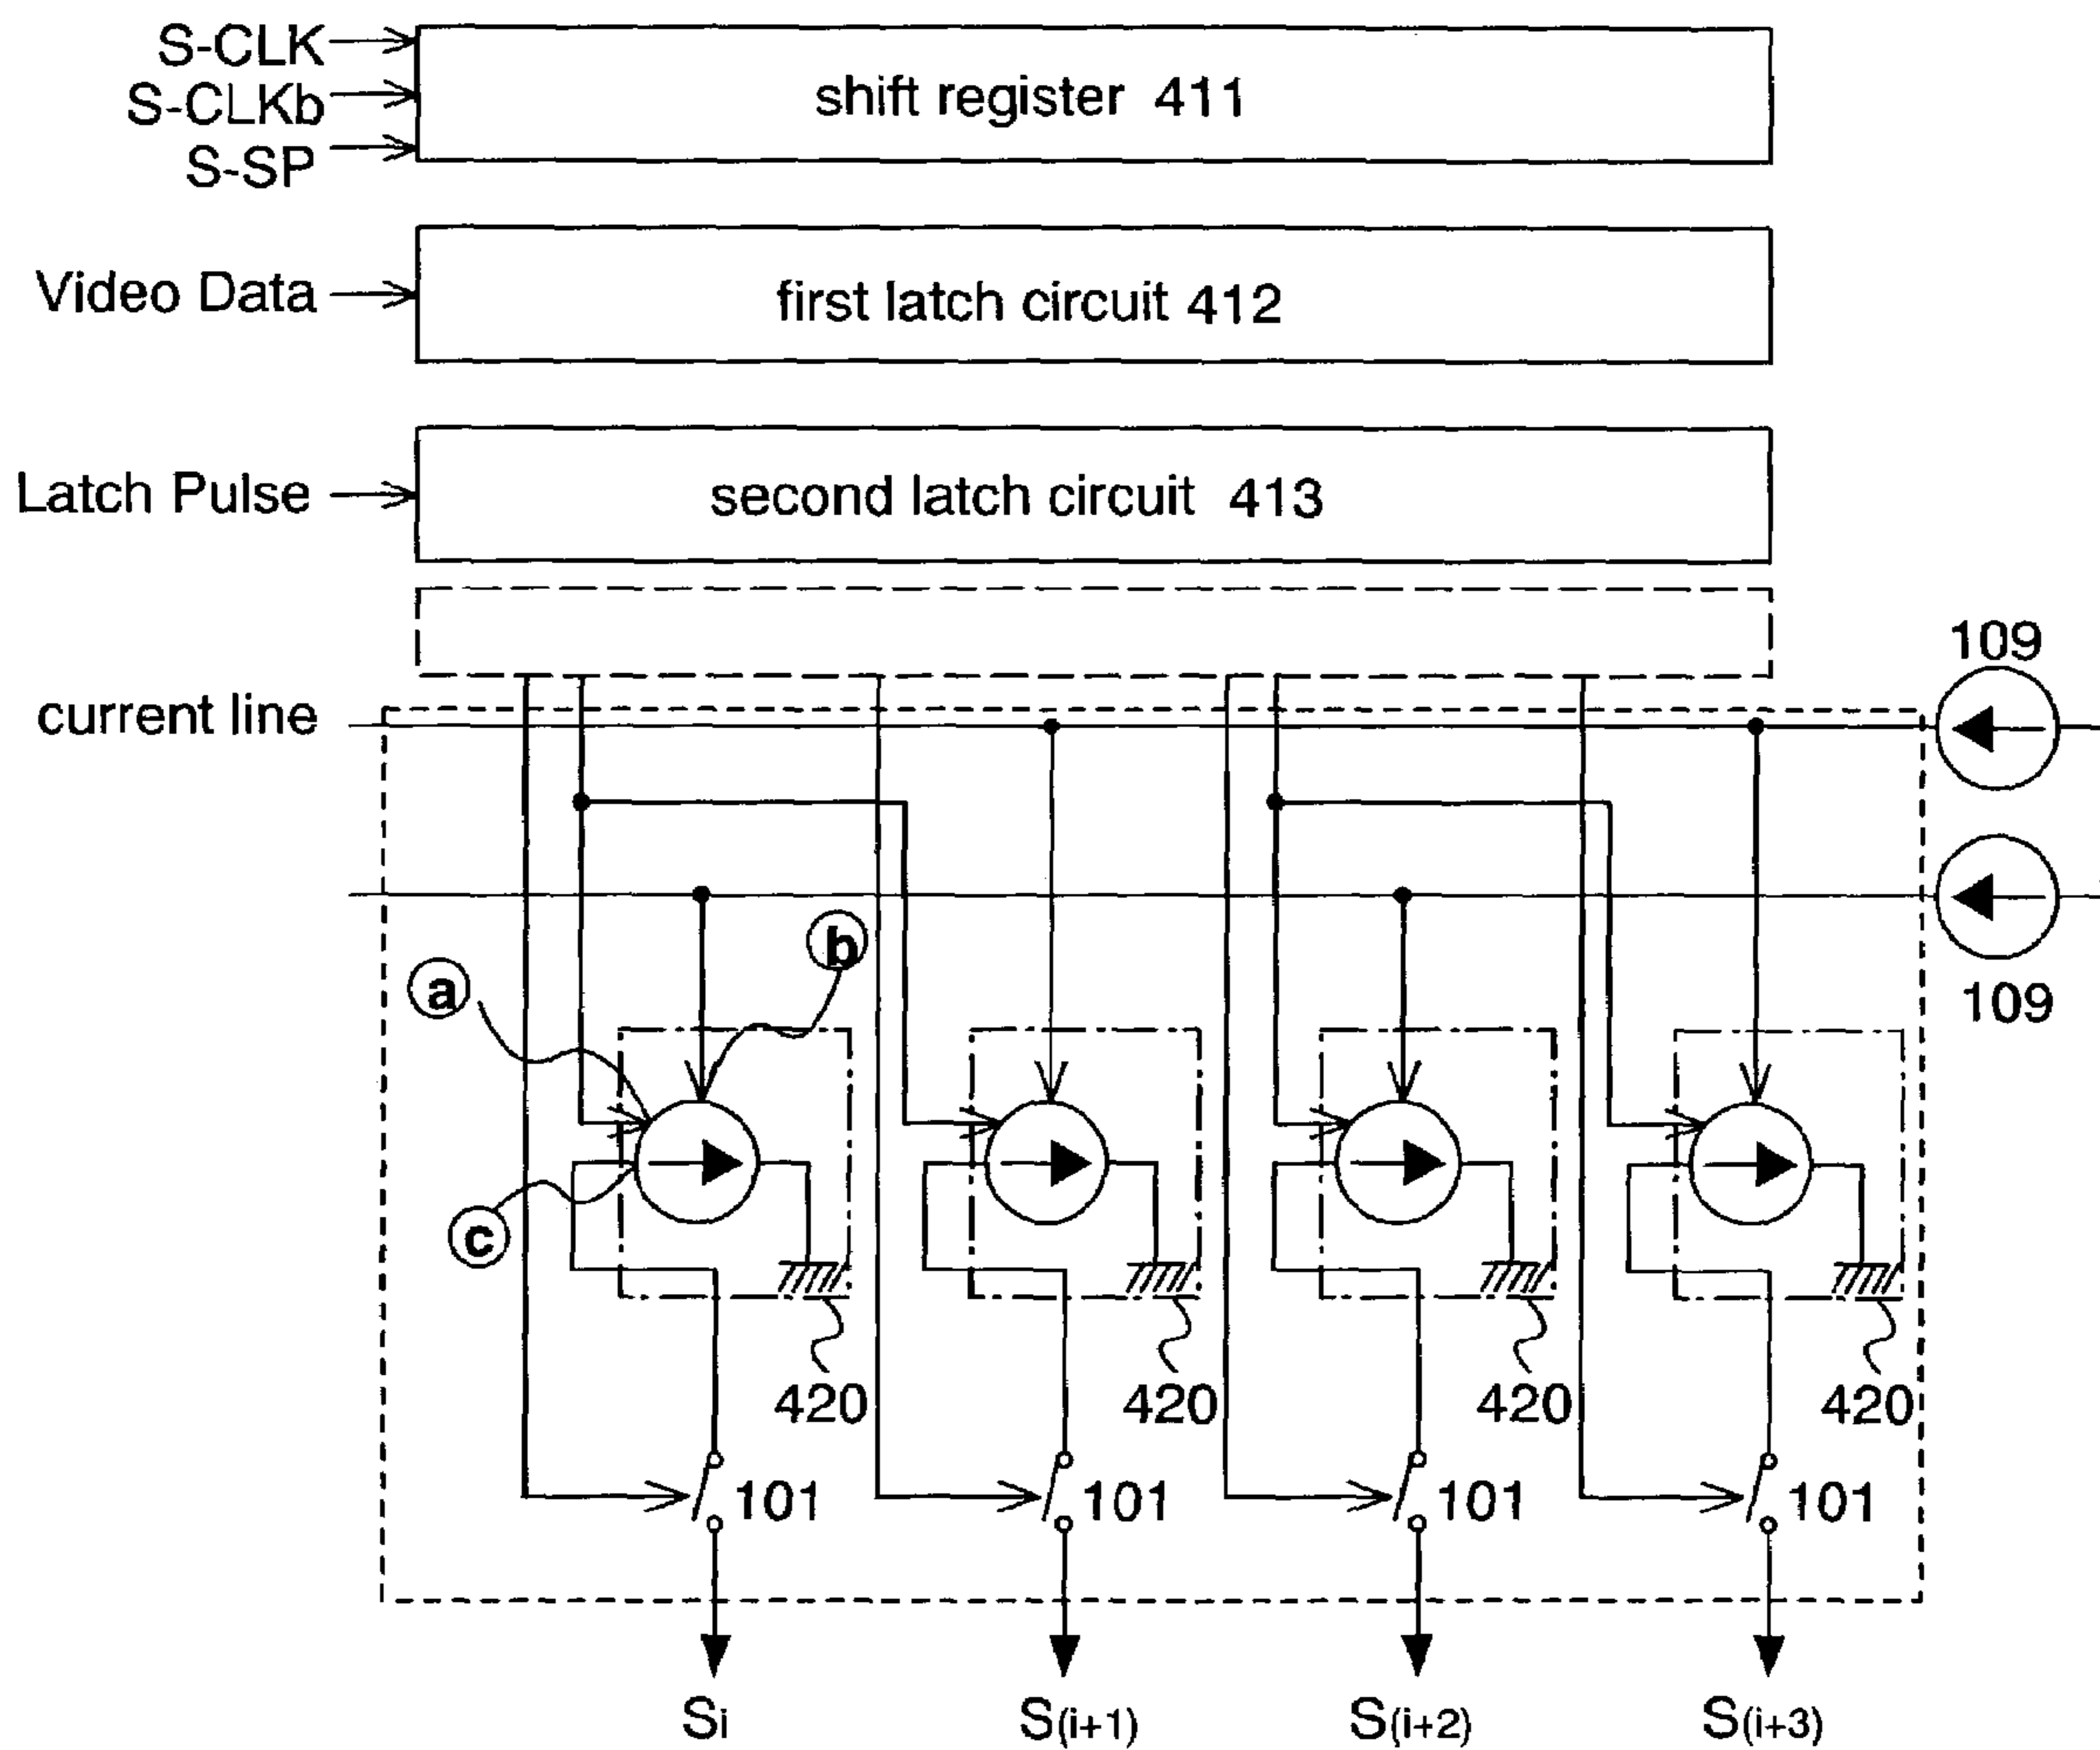 S-CLK
S-CLKb
S-SP
shift register 411
Video Data
first latch circuit 412
Latch Pulse
second latch circuit 413
109
current line
109
b
a
c
420
420
420
420
101
101
101
101
Si
S(i+1)
S(i+2)
S(i+3)